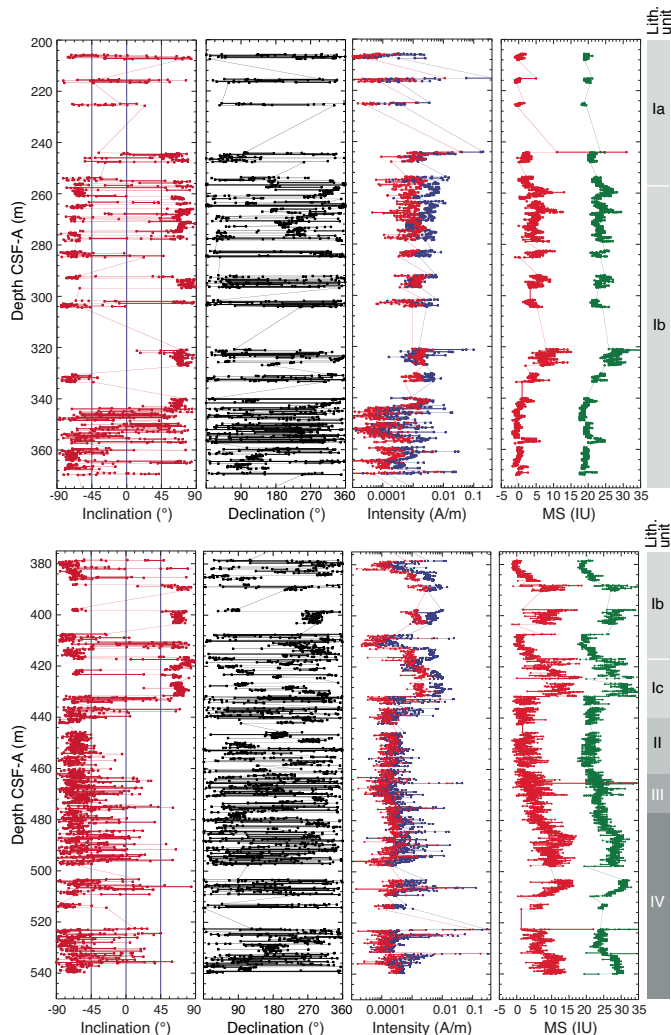 Lith.
unit
200
220
240
260
280
300
320
340
360
Depth CSF-A (m)
Ia
Ib
-90 -45 0 45 90
90 180 270 360
0.0001 0.01 0.1
0 5 10 15 20 25 30 35
Inclination (°) Declination (°) Intensity (A/m) MS (IU)
Lith.
unit
380
400
420
440
460
480
500
520
540
Depth CSF-A (m)
Ib
Ic
II
III
IV
-90 -45 0 45 90
90 180 270 360
0.0001 0.01 0.1
0 5 10 15 20 25 30 35
Inclination (°) Declination (°) Intensity (A/m) MS (IU)